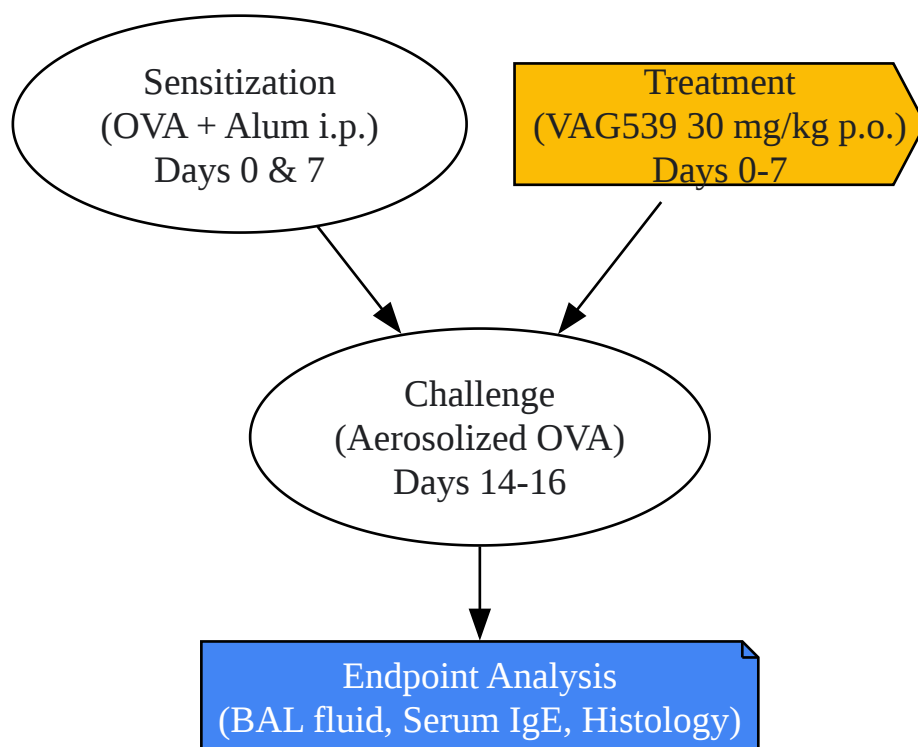 Sensitization
(OVA + Alum i.p.)
Days 0 & 7
Treatment
(VAG539 30 mg/kg p.o.)
Days 0-7
Challenge
(Aerosolized OVA)
Days 14-16
Endpoint Analysis
(BAL fluid, Serum IgE, Histology)